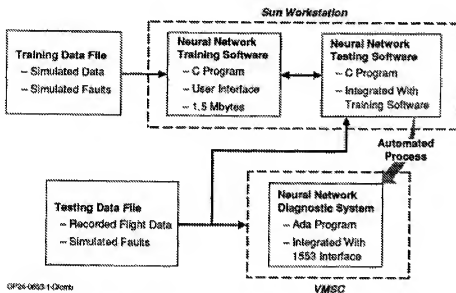 Sun Workstation
Training Data File
– Simulated Data
– Simulated Faults
Neural Network
Training Software
– C Program
– User Interface
– 1.5 Mbytes
Neural Network
Testing Software
– C Program
– Integrated With
Training Software
Automated
Process
Testing Data File
– Recorded Flight Data
– Simulated Faults
Neural Network
Diagnostic System
– Ada Program
– Integrated With
1553 Interface
VMSC